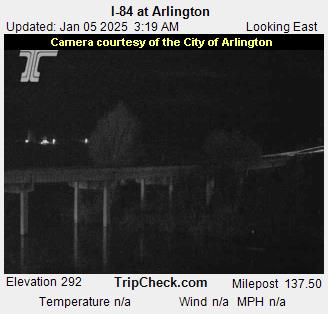 I-84 at Arlington
Updated: Jan 05 2025 3:19 AM Looking East
Camera courtesy of the City of Arlington
Elevation 292 TripCheck.com Milepost 137.50
Temperature n/a Wind n/a MPH n/a